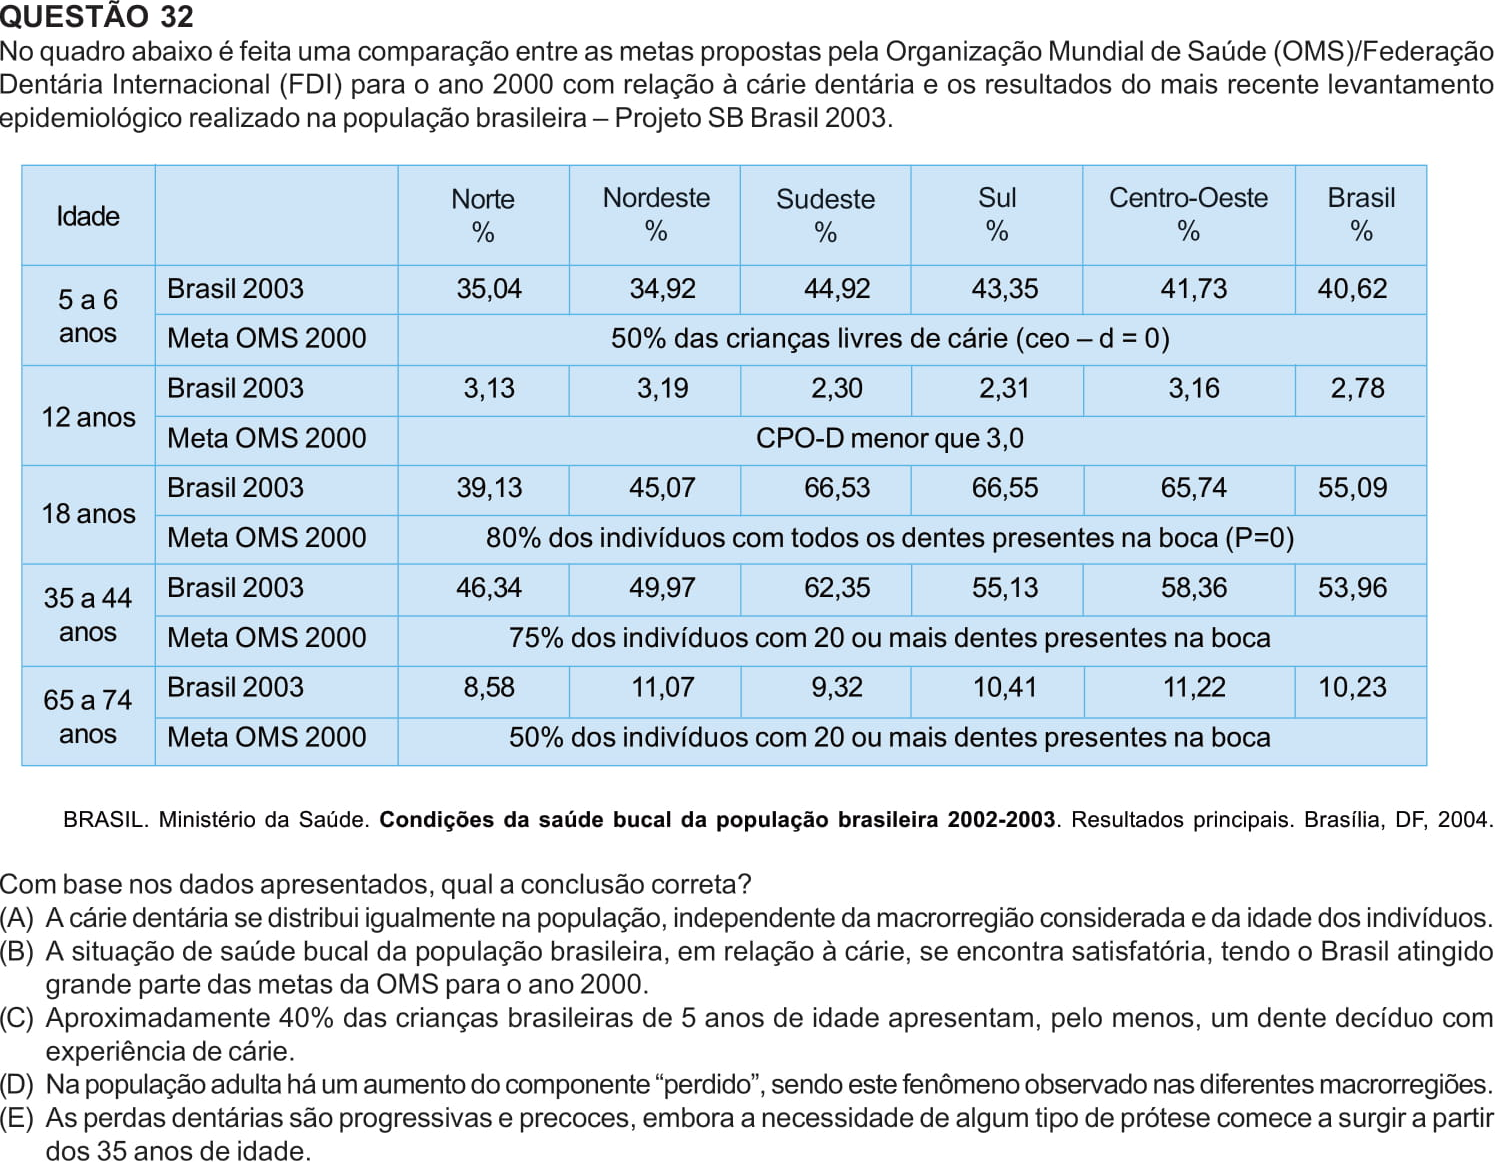 QUESTÃO 32
No quadro abaixo é feita uma comparação entre as metas propostas pela Organização Mundial de Saúde (OMS)/Federação
Dentária Internacional (FDI) para o ano 2000 com relação à cárie dentária e os resultados do mais recente levantamento
epidemiológico realizado na população brasileira – Projeto SB Brasil 2003.
Idade Norte % Nordeste % Sudeste % Sul % Centro-Oeste % Brasil %
5 a 6 anos
Brasil 2003 35,04 34,92 44,92 43,35 41,73 40,62
Meta OMS 2000 50% das crianças livres de cárie (ceo – d = 0)
12 anos
Brasil 2003 3,13 3,19 2,30 2,31 3,16 2,78
Meta OMS 2000 CPO-D menor que 3,0
18 anos
Brasil 2003 39,13 45,07 66,53 66,55 65,74 55,09
Meta OMS 2000 80% dos indivíduos com todos os dentes presentes na boca (P=0)
35 a 44 anos
Brasil 2003 46,34 49,97 62,35 55,13 58,36 53,96
Meta OMS 2000 75% dos indivíduos com 20 ou mais dentes presentes na boca
65 a 74 anos
Brasil 2003 8,58 11,07 9,32 10,41 11,22 10,23
Meta OMS 2000 50% dos indivíduos com 20 ou mais dentes presentes na boca
BRASIL. Ministério da Saúde. Condições da saúde bucal da população brasileira 2002-2003. Resultados principais. Brasília, DF, 2004.
Com base nos dados apresentados, qual a conclusão correta?
(A) A cárie dentária se distribui igualmente na população, independente da macrorregião considerada e da idade dos indivíduos.
(B) A situação de saúde bucal da população brasileira, em relação à cárie, se encontra satisfatória, tendo o Brasil atingido
grande parte das metas da OMS para o ano 2000.
(C) Aproximadamente 40% das crianças brasileiras de 5 anos de idade apresentam, pelo menos, um dente decíduo com
experiência de cárie.
(D) Na população adulta há um aumento do componente “perdido”, sendo este fenômeno observado nas diferentes macrorregiões.
(E) As perdas dentárias são progressivas e precoces, embora a necessidade de algum tipo de prótese comece a surgir a partir
dos 35 anos de idade.